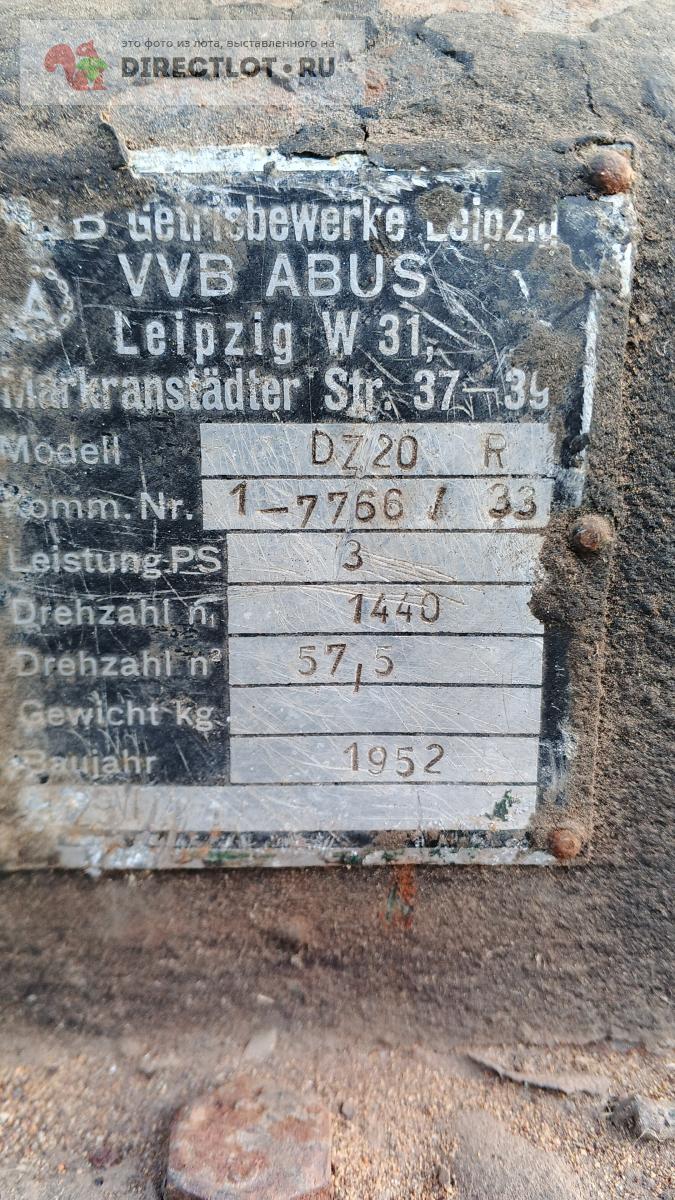 это фото из лота, выставленного на
DIRECTLOT.RU
B Getriebewerke Leipzig
VVB ABUS
A
Leipzig W 31,
Markranstädter Str. 37–39
Modell DZ20 R
Komm. Nr. 1–7766 / 33
Leistung PS 3
Drehzahl n₁ 1440
Drehzahl n² 57,5
Gewicht kg
Baujahr 1952